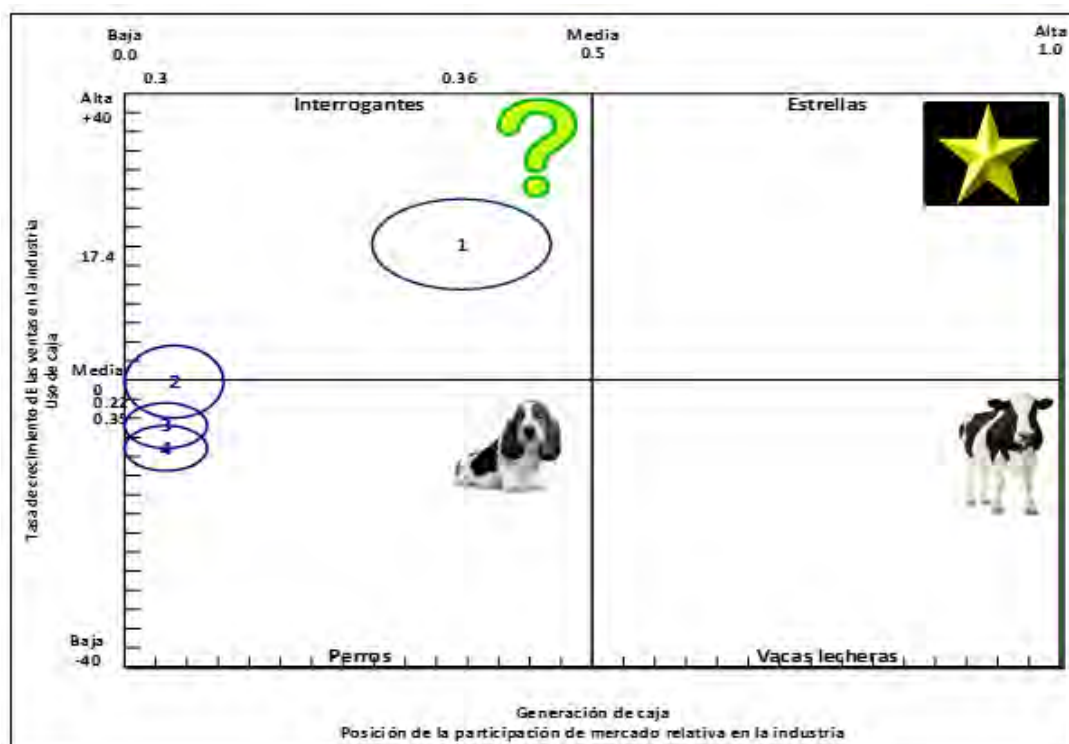 Baja Media Alta
0.0 0.5 1.0
0.3 0.36
Alta
+40
Interrogantes Estrellas
?
1
17.4
Tasa de crecimiento dE las ventas en la industria
Uso de caja
Media
0
0.22
0.35
2
3
4
Baja
-40
Perros Vacas lecheras
Generación de caja
Posición de la participación de mercado relativa en la industria